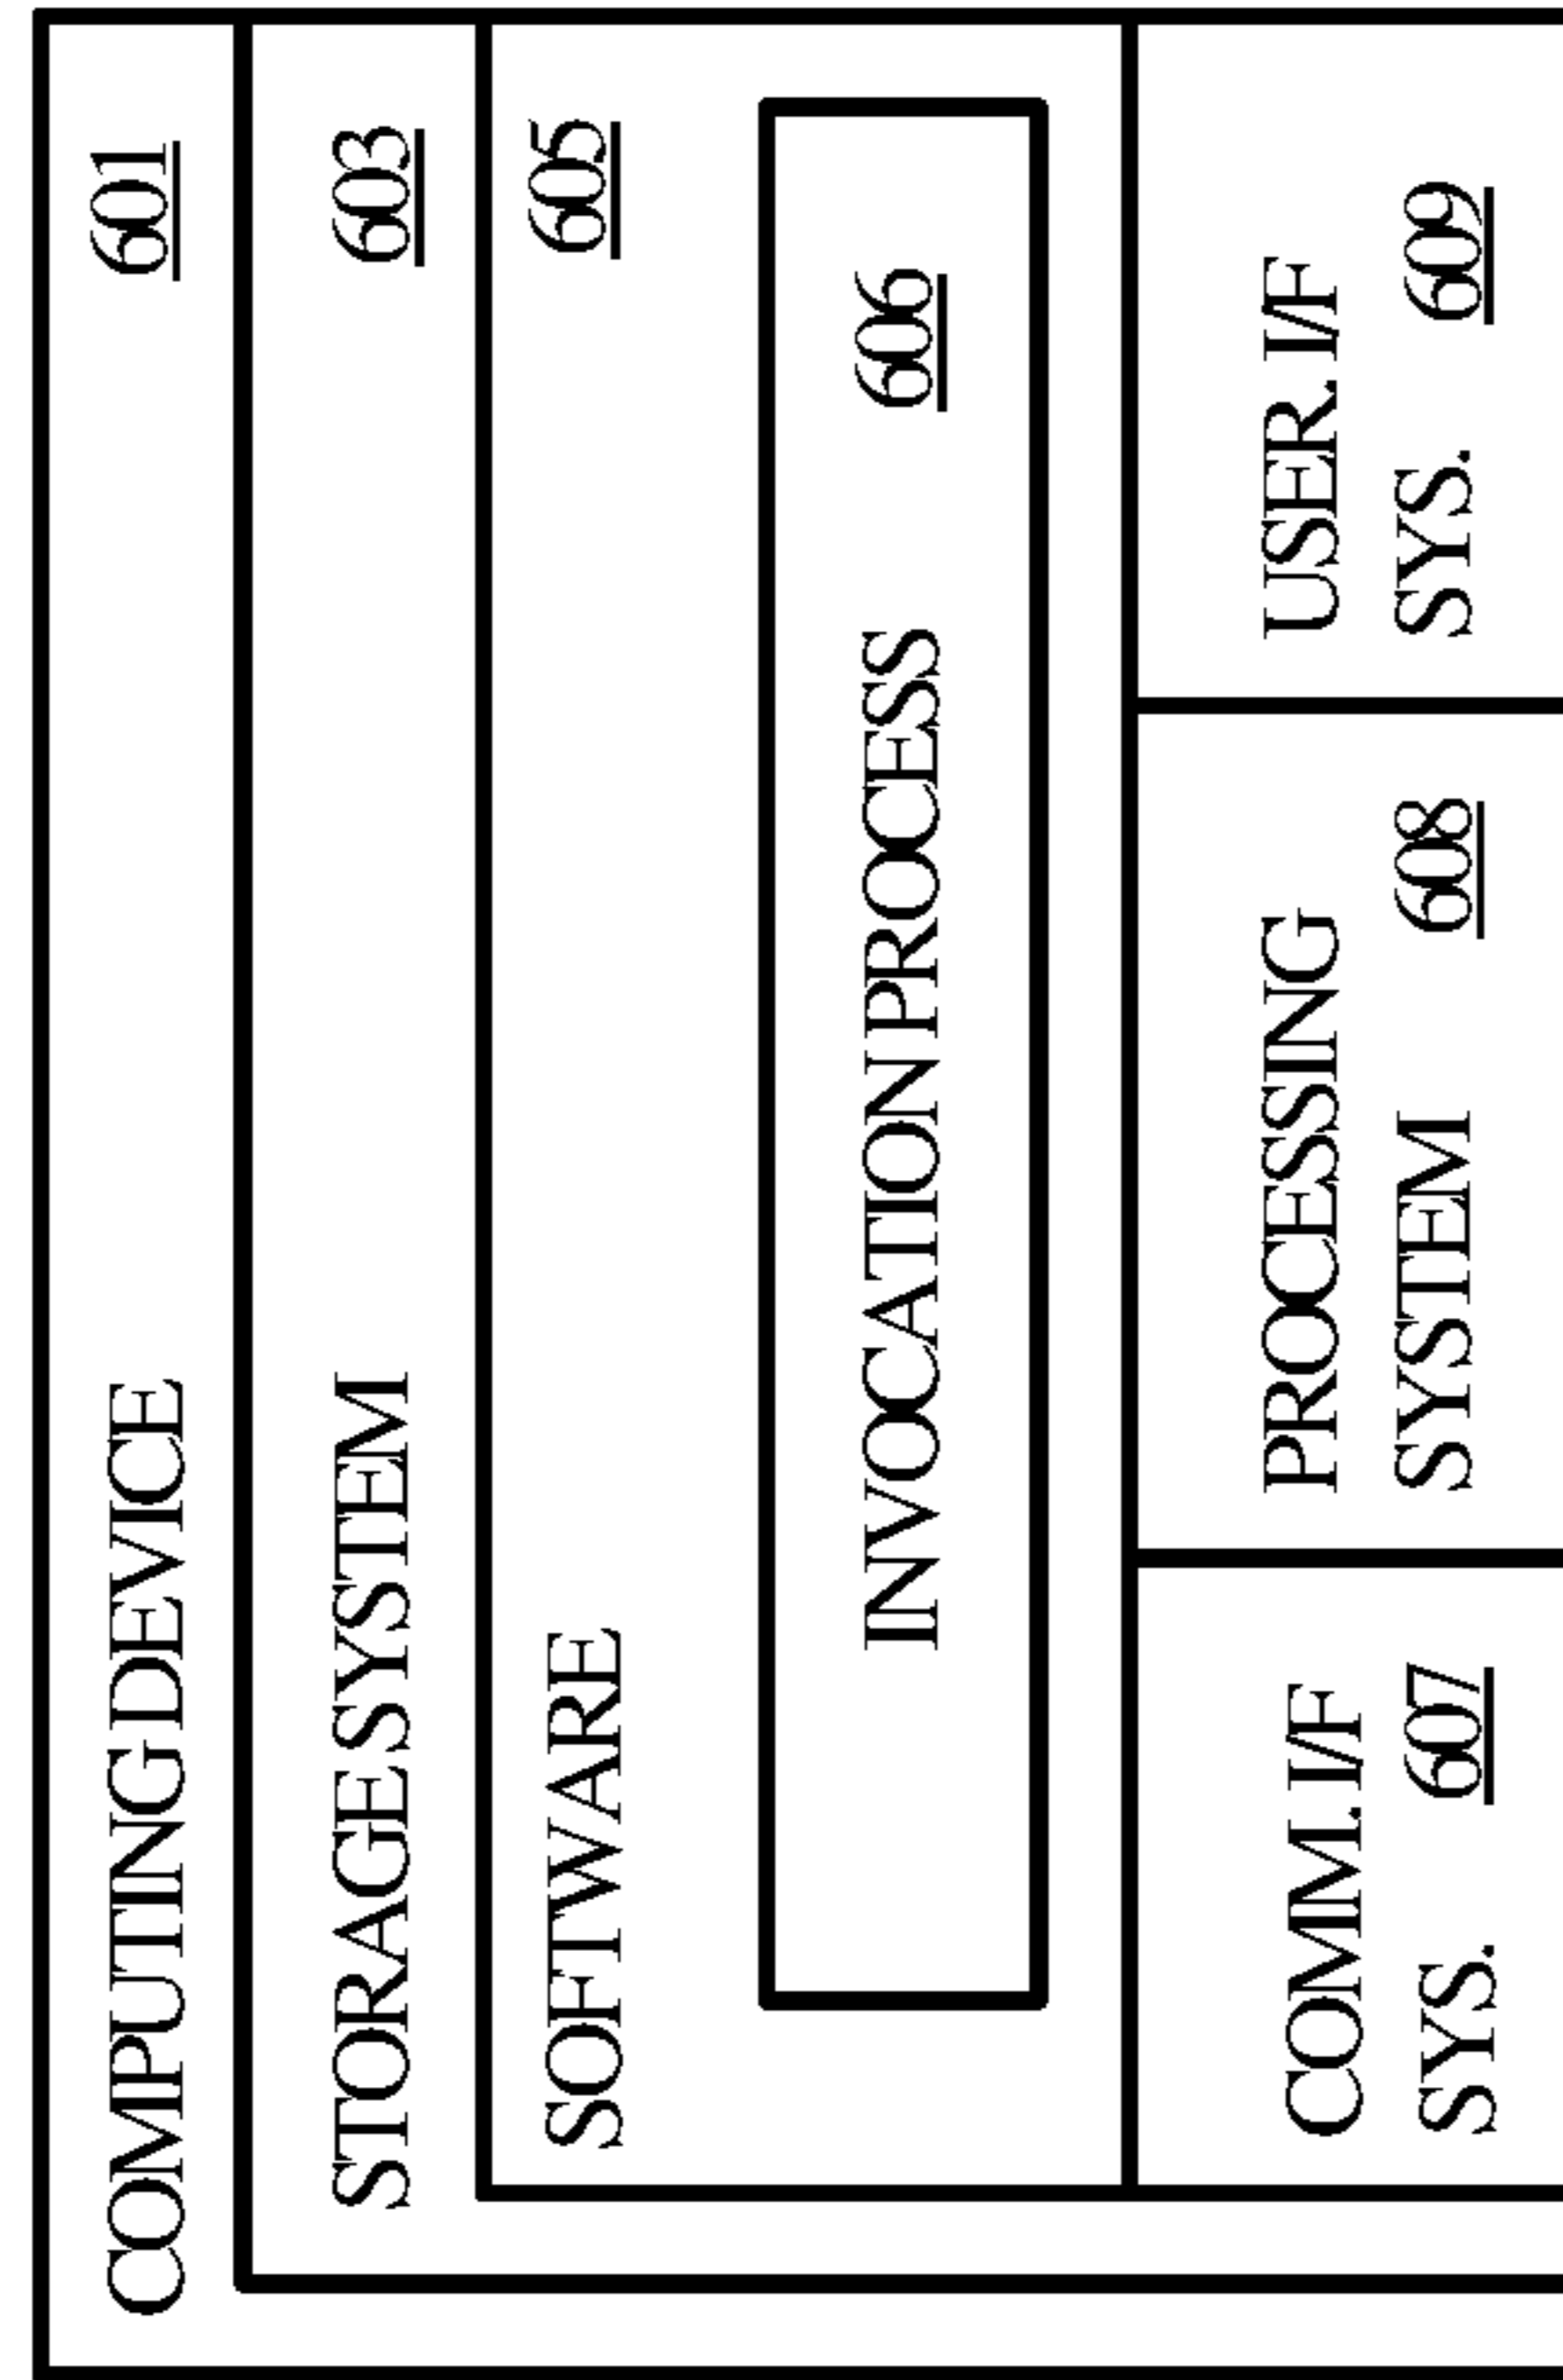 COMPUTING DEVICE 601
STORAGE SYSTEM 603
SOFTWARE 605
INVOCATION PROCESS 606
COMM. I/F
SYS. 607
PROCESSING
SYSTEM 608
USER. I/F
SYS. 609